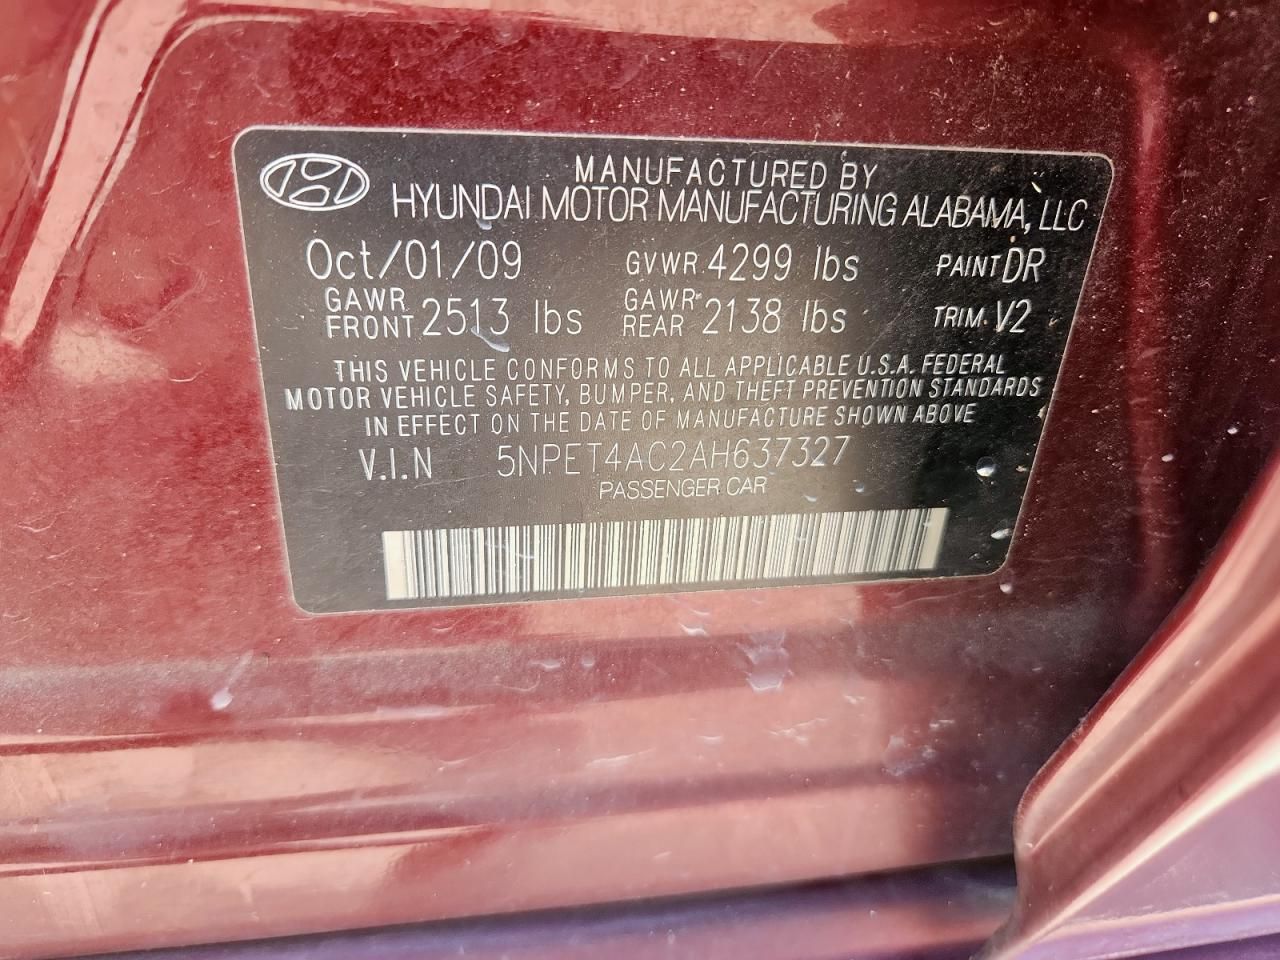 MANUFACTURED BY
HYUNDAI MOTOR MANUFACTURING ALABAMA, LLC
Oct/01/09 GVWR 4299 lbs PAINT DR
GAWR FRONT 2513 lbs GAWR REAR 2138 lbs TRIM V2
THIS VEHICLE CONFORMS TO ALL APPLICABLE U.S.A. FEDERAL
MOTOR VEHICLE SAFETY, BUMPER, AND THEFT PREVENTION STANDARDS
IN EFFECT ON THE DATE OF MANUFACTURE SHOWN ABOVE
V.I.N 5NPET4AC2AH637327
PASSENGER CAR